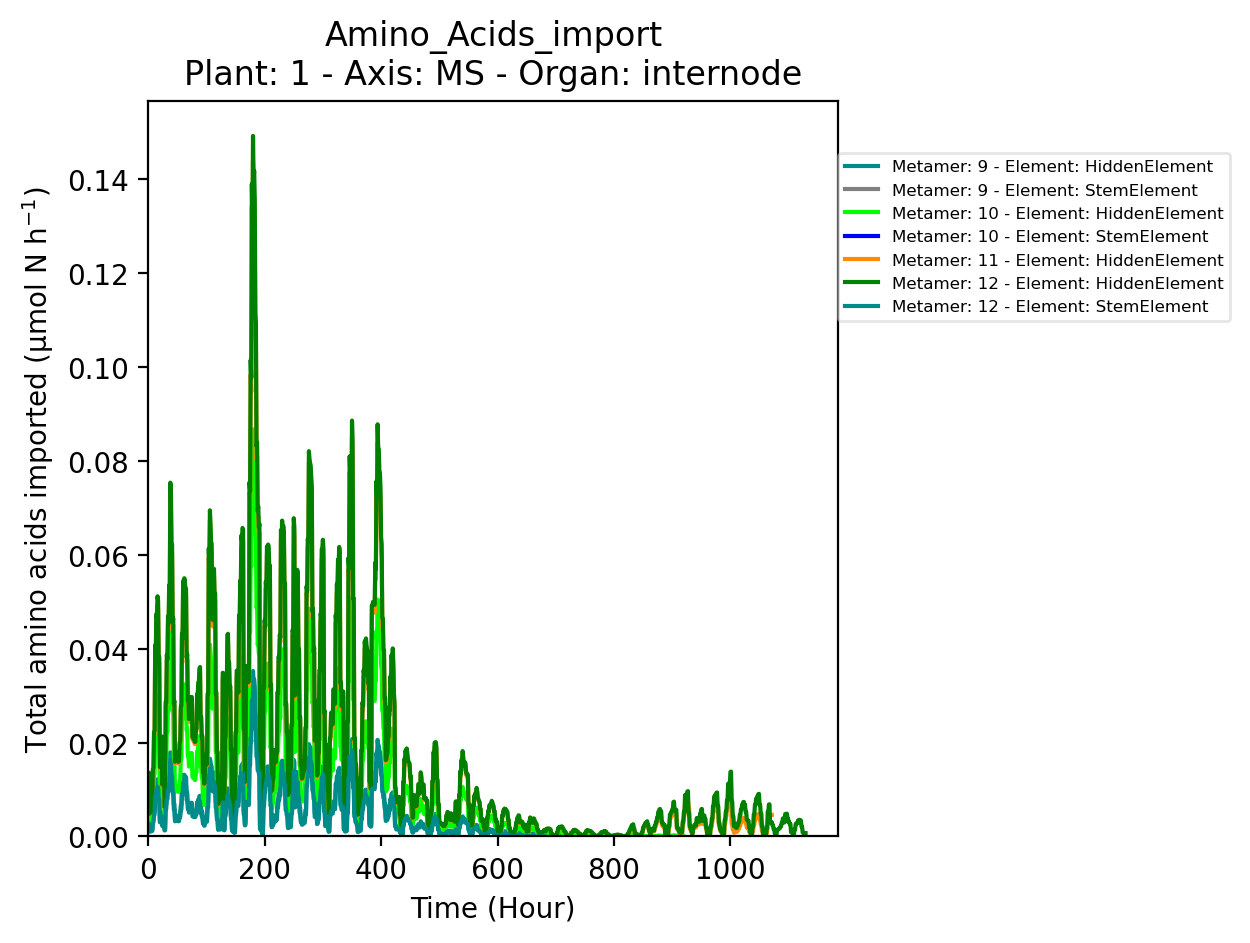 Amino_Acids_import
Plant: 1 - Axis: MS - Organ: internode
Total amino acids imported (µmol N h⁻¹)
0.14
0.12
0.10
0.08
0.06
0.04
0.02
0.00
0 200 400 600 800 1000
Time (Hour)
Metamer: 9 - Element: HiddenElement
Metamer: 9 - Element: StemElement
Metamer: 10 - Element: HiddenElement
Metamer: 10 - Element: StemElement
Metamer: 11 - Element: HiddenElement
Metamer: 12 - Element: HiddenElement
Metamer: 12 - Element: StemElement